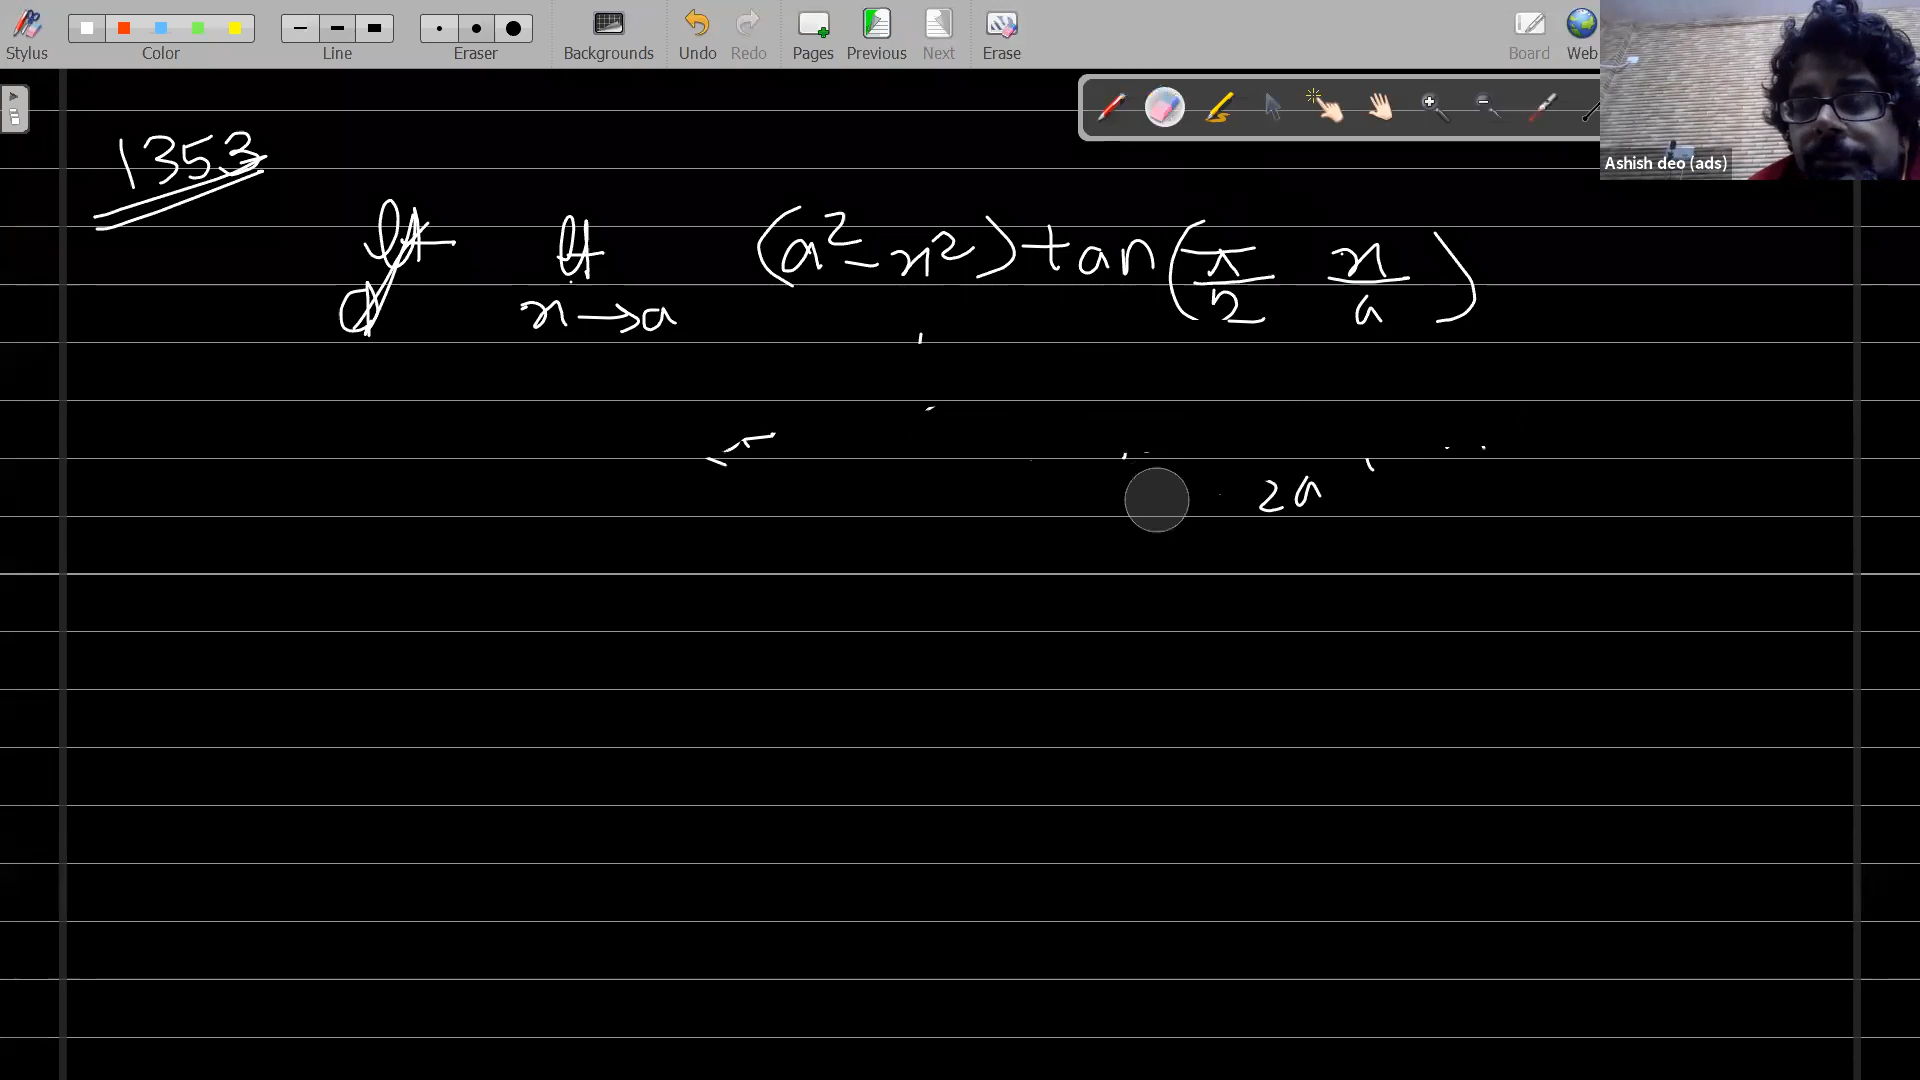 Stylus Color Line Eraser Backgrounds Undo Redo Pages Previous Next Erase Board Web
Ashish deo (ads)
1353
lt (a² - x²) tan (π/2 x/a)
x → a
2a